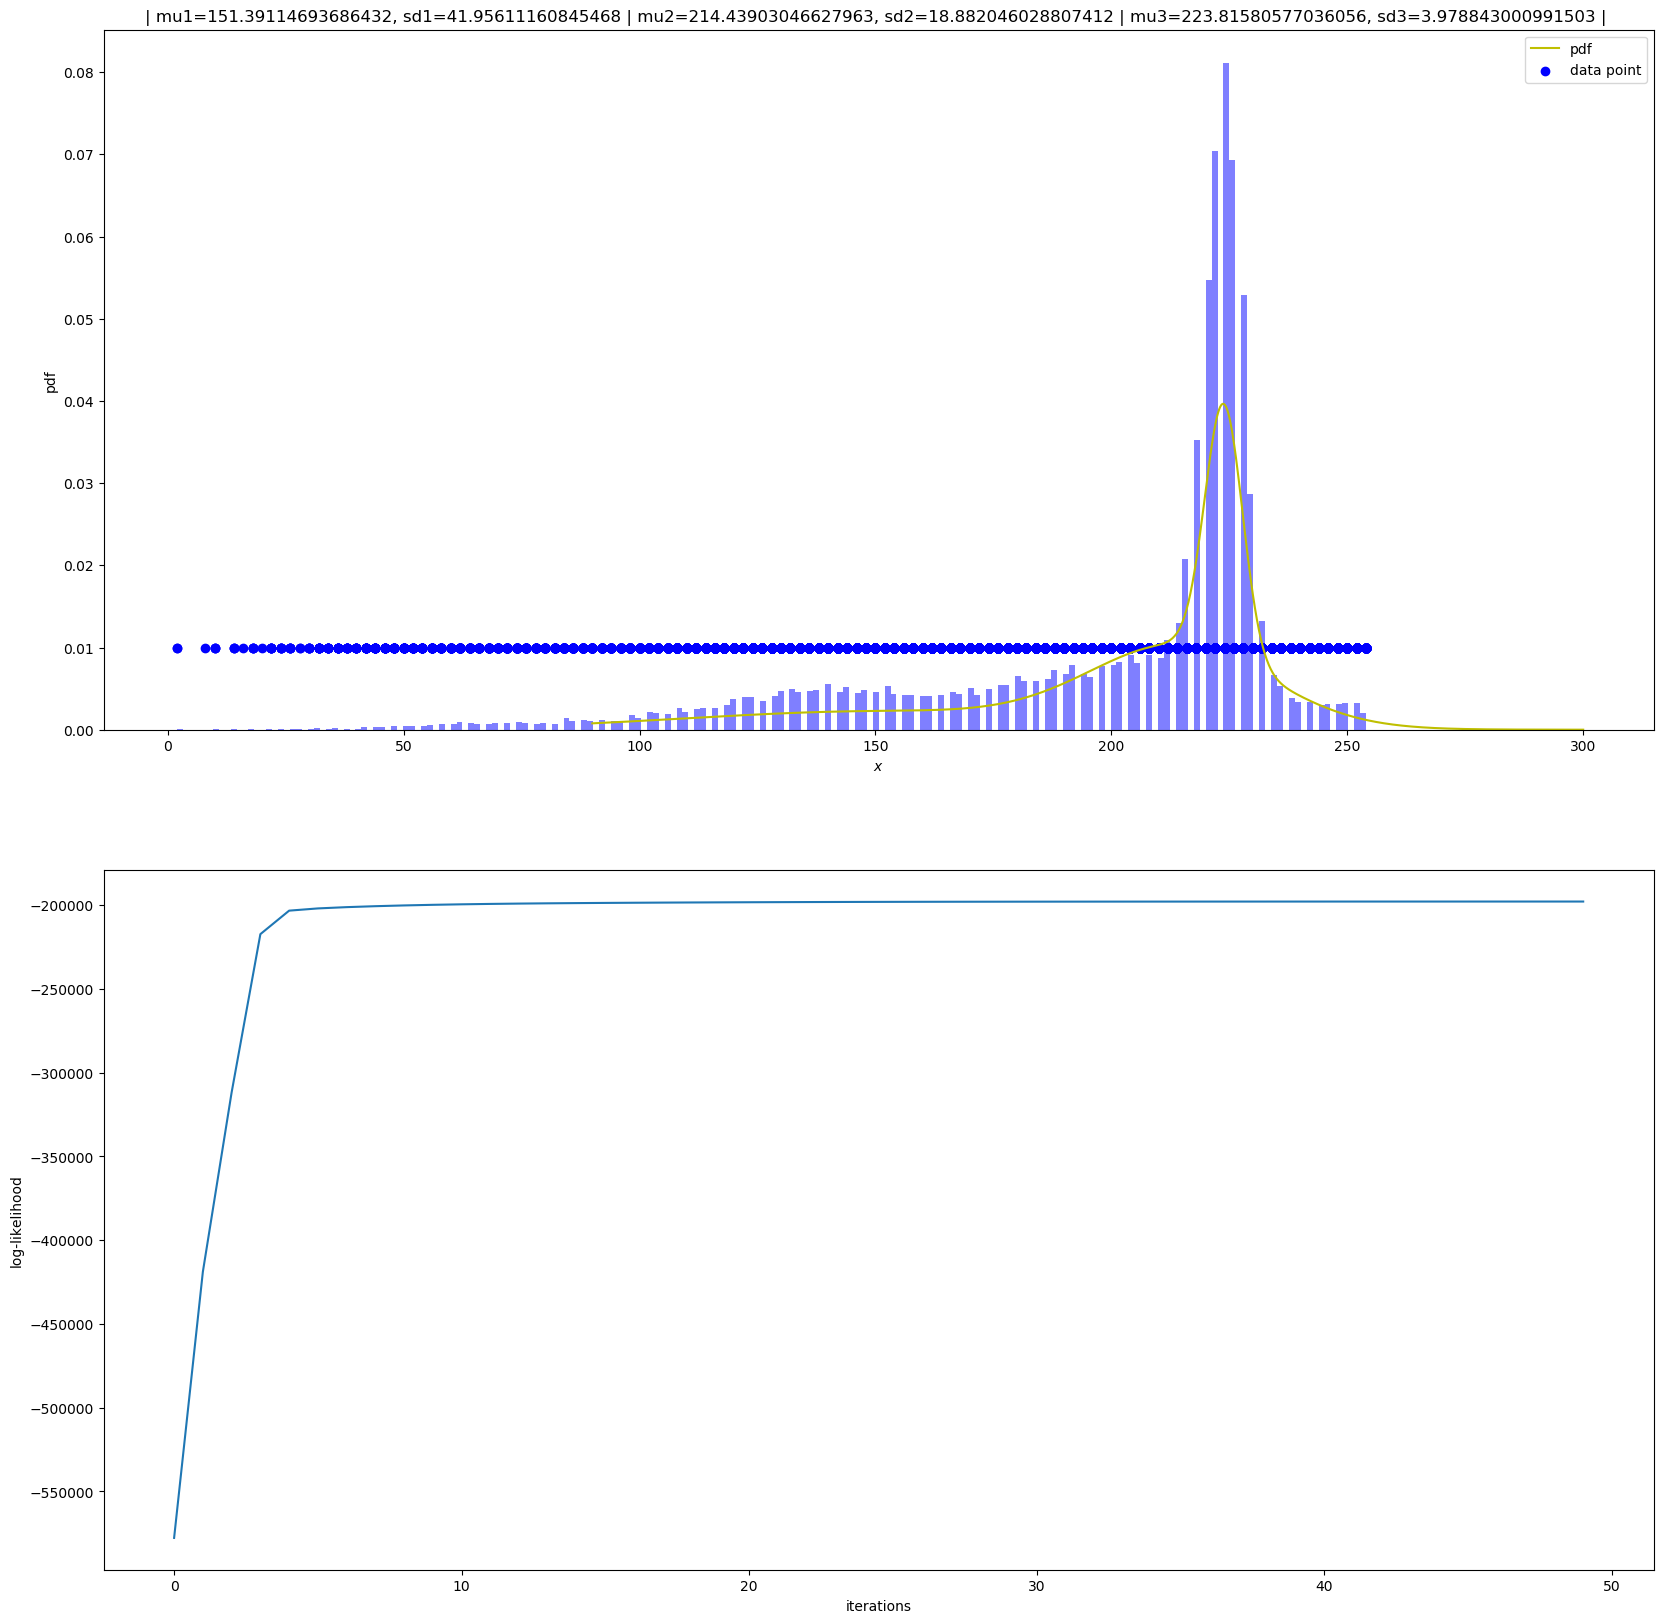 | mu1=151.39114693686432, sd1=41.95611160845468 | mu2=214.43903046627963, sd2=18.882046028807412 | mu3=223.81580577036056, sd3=3.978843000991503 |
pdf
data point
0.08
0.07
0.06
0.05
0.04
0.03
0.02
0.01
0.00
pdf
0 50 100 150 200 250 300
x
−200000
−250000
−300000
−350000
−400000
−450000
−500000
−550000
log-likelihood
0 10 20 30 40 50
iterations